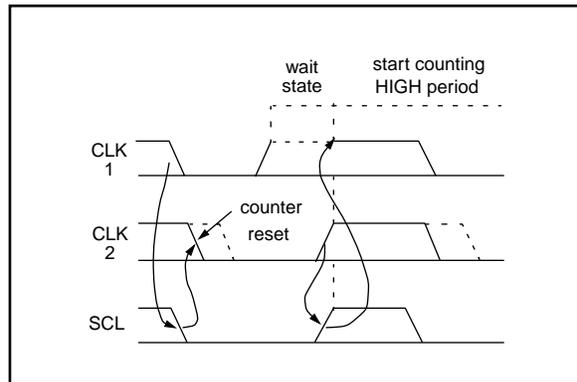 wait
state
start counting
HIGH period
CLK
1
counter
reset
CLK
2
SCL